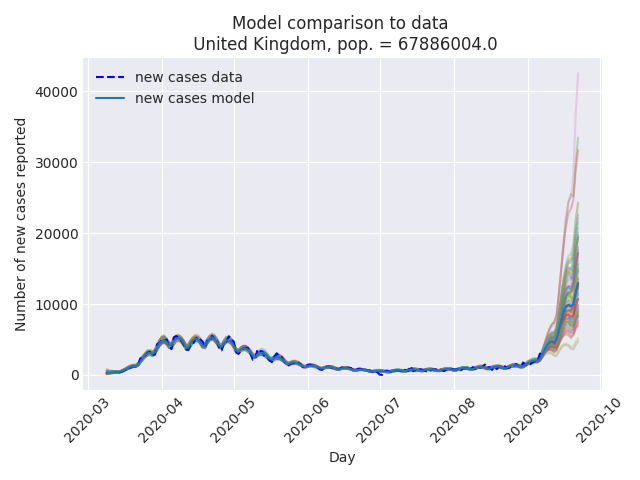 Model comparison to data
United Kingdom, pop. = 67886004.0
new cases data
new cases model
Number of new cases reported
40000
30000
20000
10000
0
2020-03
2020-04
2020-05
2020-06
2020-07
2020-08
2020-09
2020-10
Day